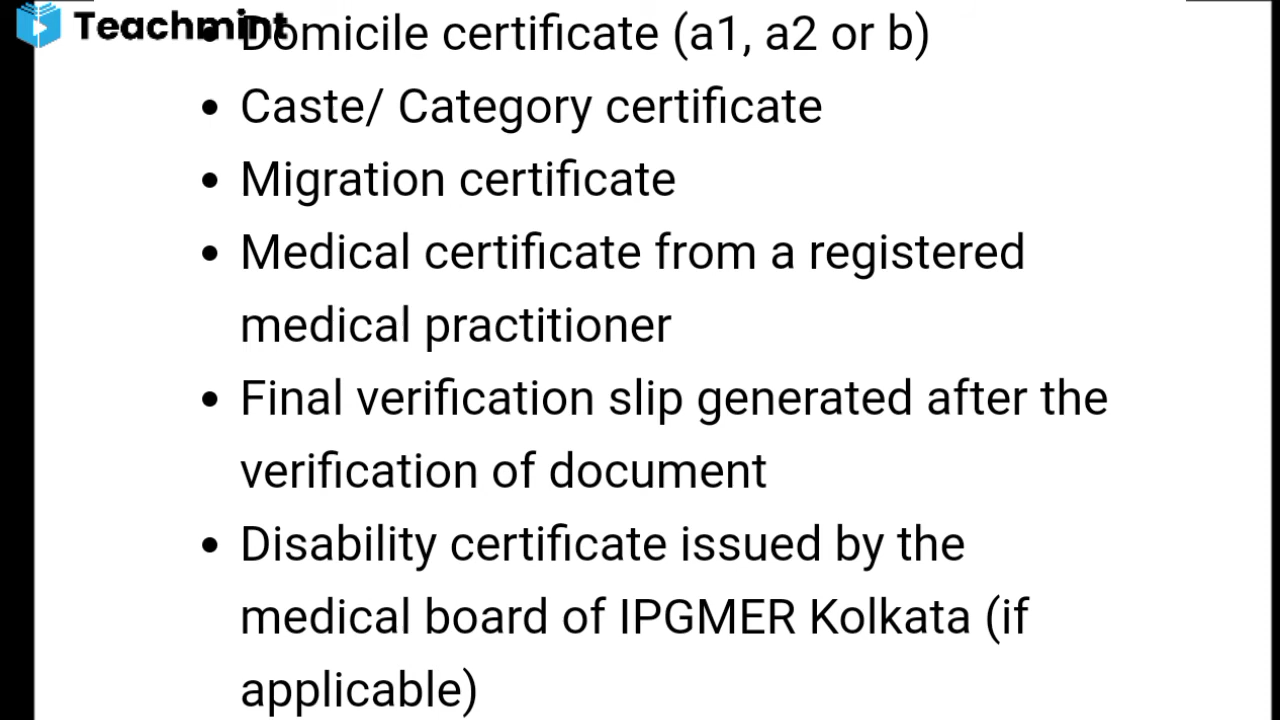 Teachmint
Domicile certificate (a1, a2 or b)
• Caste/ Category certificate
• Migration certificate
• Medical certificate from a registered
medical practitioner
• Final verification slip generated after the
verification of document
• Disability certificate issued by the
medical board of IPGMER Kolkata (if
applicable)